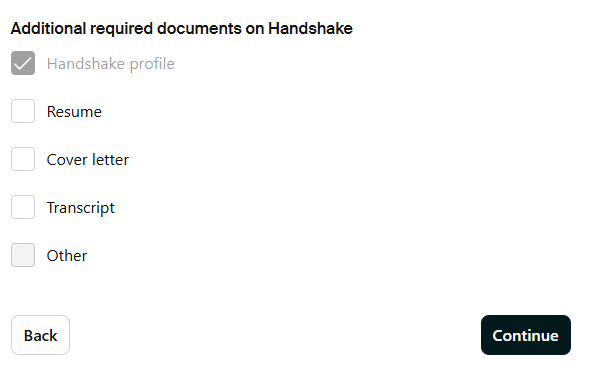 Additional required documents on Handshake
Handshake profile
Resume
Cover letter
Transcript
Other
Back
Continue